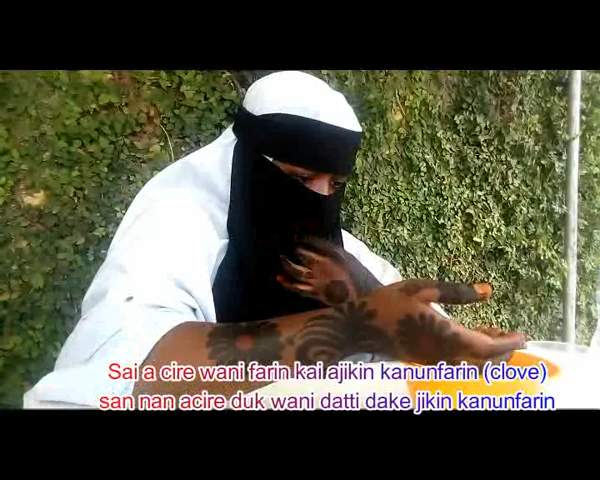 Sai a cire wani farin kai ajikin kanunfarin (clove)
san nan acire duk wani datti dake jikin kanunfarin